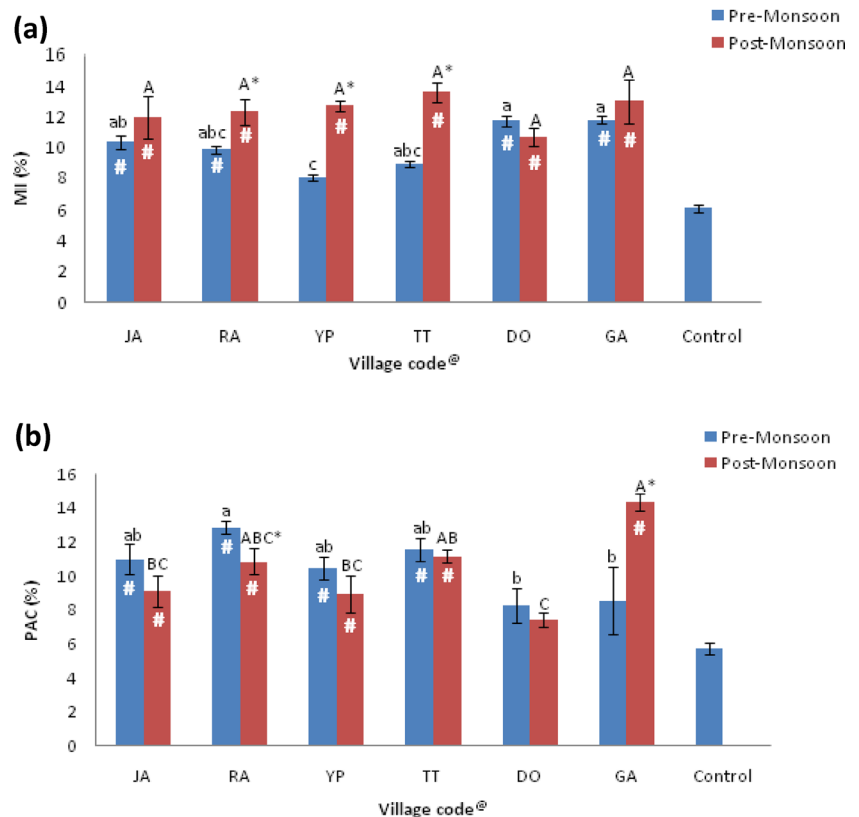 (a)
Pre-Monsoon
Post-Monsoon
MI (%)
16
14
12
10
8
6
4
2
0
ab A abc A* c A* abc A* a A a A
# # # # # # # # # #
JA RA YP TT DO GA Control
Village code@
(b)
Pre-Monsoon
Post-Monsoon
PAC (%)
16
14
12
10
8
6
4
2
0
ab BC a ABC* ab BC ab AB b C b A*
# # # # # # # # #
JA RA YP TT DO GA Control
Village code@